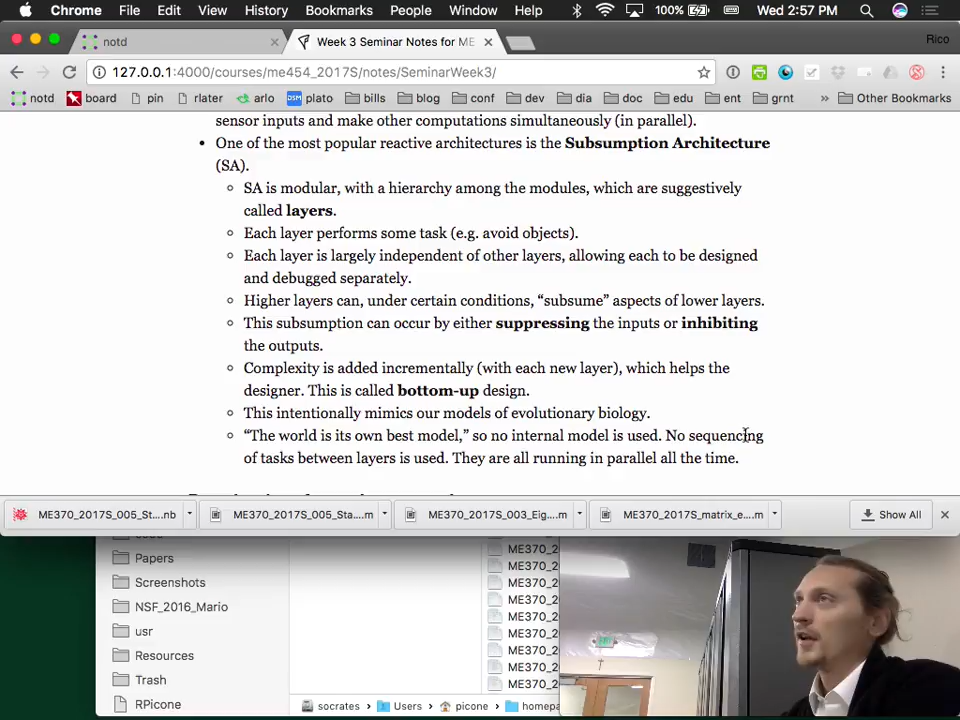 Chrome File Edit View History Bookmarks People Window Help 100% Wed 2:57 PM
notd Week 3 Seminar Notes for ME Rico
127.0.0.1:4000/courses/me454_2017S/notes/SeminarWeek3/
notd board pin rlater arlo DSM plato bills blog conf dev dia doc edu ent grnt » Other Bookmarks
sensor inputs and make other computations simultaneously (in parallel).
• One of the most popular reactive architectures is the Subsumption Architecture
(SA).
◦ SA is modular, with a hierarchy among the modules, which are suggestively
called layers.
◦ Each layer performs some task (e.g. avoid objects).
◦ Each layer is largely independent of other layers, allowing each to be designed
and debugged separately.
◦ Higher layers can, under certain conditions, “subsume” aspects of lower layers.
◦ This subsumption can occur by either suppressing the inputs or inhibiting
the outputs.
◦ Complexity is added incrementally (with each new layer), which helps the
designer. This is called bottom-up design.
◦ This intentionally mimics our models of evolutionary biology.
◦ “The world is its own best model,” so no internal model is used. No sequencing
of tasks between layers is used. They are all running in parallel all the time.
ME370_2017S_005_St....nb ME370_2017S_005_Sta....m ME370_2017S_003_Eig....m ME370_2017S_matrix_e....m Show All
Papers ME370_2
Screenshots ME370_2
NSF_2016_Mario ME370_2
usr ME370_2
Resources ME370_2
Trash ME370_2
RPicone ME370_2
socrates Users picone homepa